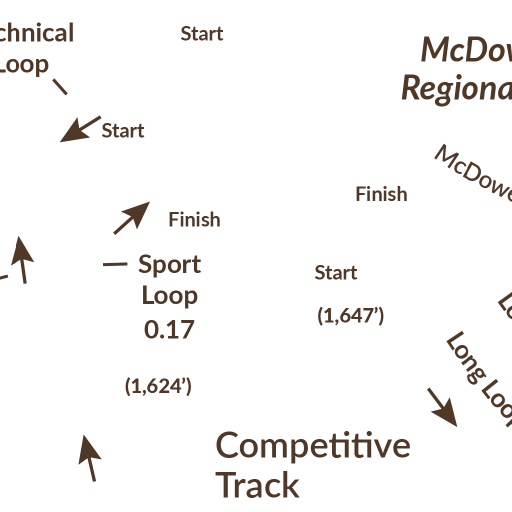 chnical
Loop
Start
McDow
Regiona
Start
McDowe
Finish
Finish
Sport
Loop
0.17
Start
(1,647’)
(1,624’)
Long Loop
Competitive
Track